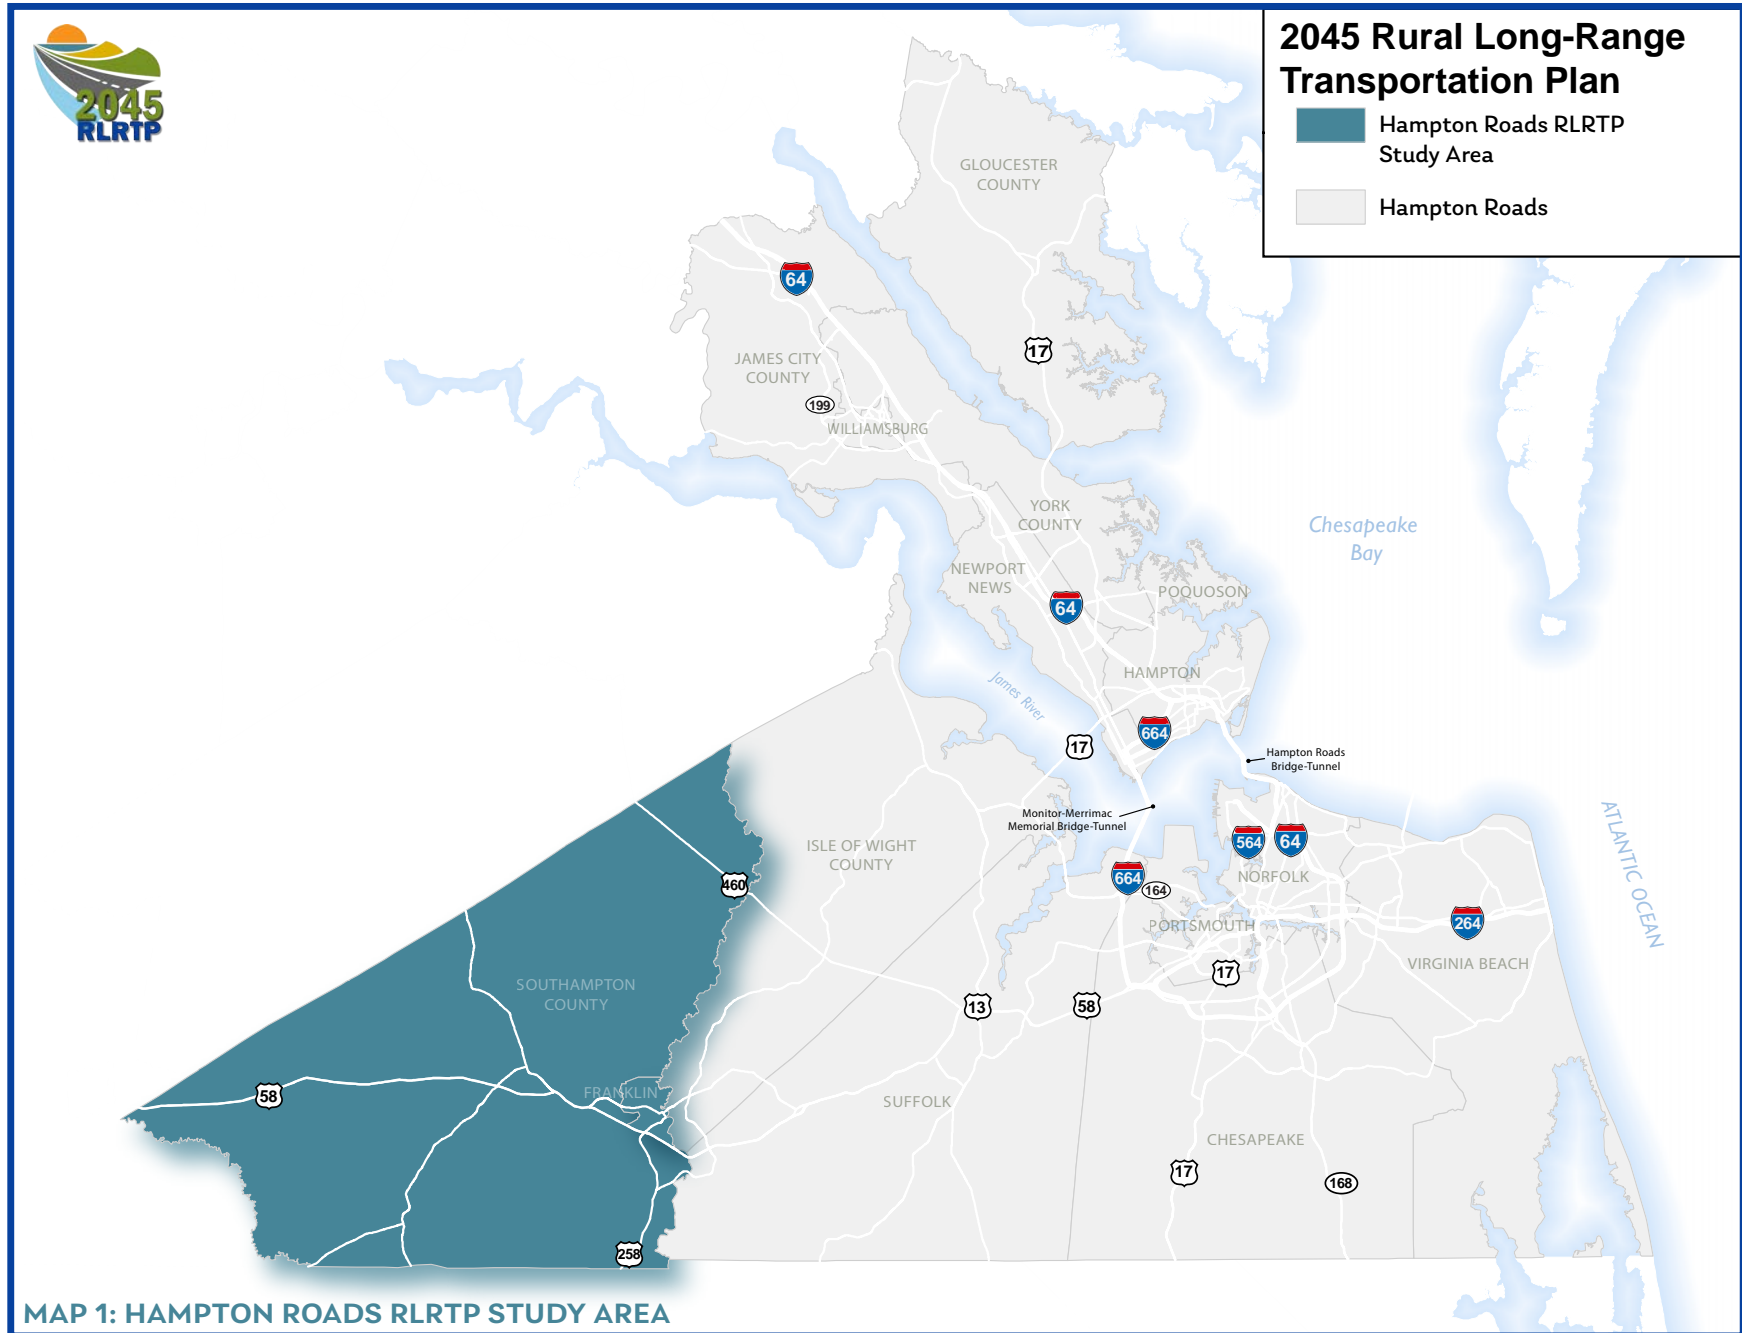 2045
RLRTP
2045 Rural Long-Range
Transportation Plan
Hampton Roads RLRTP
Study Area
Hampton Roads
GLOUCESTER
COUNTY
64
17
JAMES CITY
COUNTY
199
WILLIAMSBURG
YORK
COUNTY
Chesapeake
Bay
NEWPORT
NEWS
64
POQUOSON
HAMPTON
James River
17
664
Hampton Roads
Bridge-Tunnel
Monitor-Merrimac
Memorial Bridge-Tunnel
ATLANTIC OCEAN
ISLE OF WIGHT
COUNTY
564
64
460
664
164
NORFOLK
PORTSMOUTH
264
VIRGINIA BEACH
17
SOUTHAMPTON
COUNTY
13
58
58
FRANKLIN
SUFFOLK
CHESAPEAKE
17
168
258
MAP 1: HAMPTON ROADS RLRTP STUDY AREA